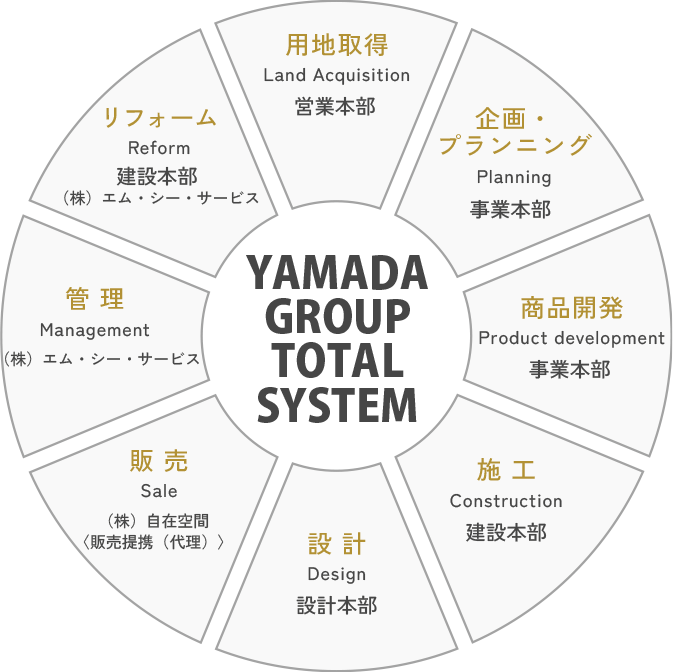 用地取得
Land Acquisition
営業本部
企画・
プランニング
Planning
事業本部
商品開発
Product development
事業本部
施 工
Construction
建設本部
設 計
Design
設計本部
販 売
Sale
（株）自在空間
〈販売提携（代理）〉
管 理
Management
（株）エム・シー・サービス
リフォーム
Reform
建設本部
（株）エム・シー・サービス
YAMADA
GROUP
TOTAL
SYSTEM